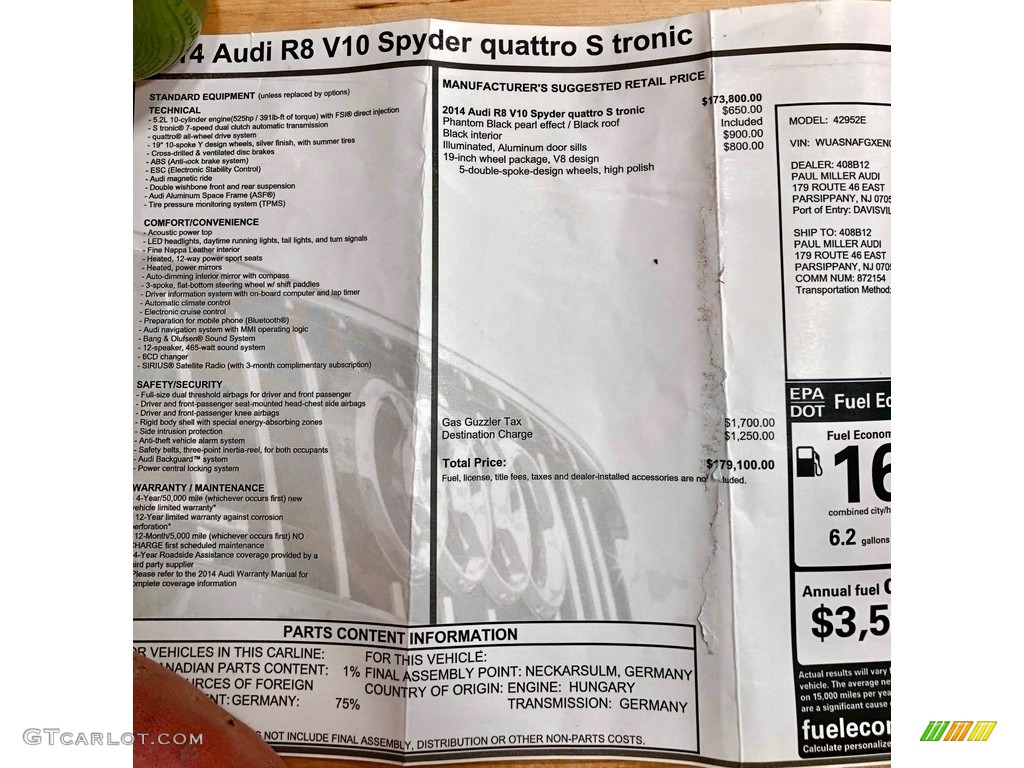 14 Audi R8 V10 Spyder quattro S tronic
STANDARD EQUIPMENT (unless replaced by options)
TECHNICAL
- 5.2L 10-cylinder engine(525hp / 391lb-ft of torque) with FSI® direct injection
- S tronic® 7-speed dual clutch automatic transmission
- quattro® all-wheel drive system
- 19" 10-spoke Y design wheels, silver finish, with summer tires
- Cross-drilled & ventilated disc brakes
- ABS (Anti-lock brake system)
- ESC (Electronic Stability Control)
- Audi magnetic ride
- Double wishbone front and rear suspension
- Audi Aluminum Space Frame (ASF®)
- Tire pressure monitoring system (TPMS)
COMFORT/CONVENIENCE
- Acoustic power top
- LED headlights, daytime running lights, tail lights, and turn signals
- Fine Nappa Leather interior
- Heated, 12-way power sport seats
- Heated, power mirrors
- Auto-dimming interior mirror with compass
- 3-spoke, flat-bottom steering wheel w/ shift paddles
- Driver information system with on-board computer and lap timer
- Automatic climate control
- Electronic cruise control
- Preparation for mobile phone (Bluetooth®)
- Audi navigation system with MMI operating logic
- Bang & Olufsen® Sound System
- 12-speaker, 465-watt sound system
- 6CD changer
- SIRIUS® Satellite Radio (with 3-month complimentary subscription)
SAFETY/SECURITY
- Full-size dual threshold airbags for driver and front passenger
- Driver and front-passenger seat-mounted head-chest side airbags
- Driver and front-passenger knee airbags
- Rigid body shell with special energy-absorbing zones
- Side intrusion protection
- Anti-theft vehicle alarm system
- Safety belts, three-point inertia-reel, for both occupants
- Audi Backguard™ system
- Power central locking system
WARRANTY / MAINTENANCE
4-Year/50,000 mile (whichever occurs first) new
vehicle limited warranty*
12-Year limited warranty against corrosion
perforation*
12-Month/5,000 mile (whichever occurs first) NO
CHARGE first scheduled maintenance
4-Year Roadside Assistance coverage provided by a
third party supplier
Please refer to the 2014 Audi Warranty Manual for
complete coverage information
MANUFACTURER'S SUGGESTED RETAIL PRICE
2014 Audi R8 V10 Spyder quattro S tronic $173,800.00
Phantom Black pearl effect / Black roof $650.00
Black interior Included
Illuminated, Aluminum door sills $900.00
19-inch wheel package, V8 design $800.00
5-double-spoke-design wheels, high polish
Gas Guzzler Tax $1,700.00
Destination Charge $1,250.00
Total Price: $179,100.00
Fuel, license, title fees, taxes and dealer-installed accessories are not included.
MODEL: 42952E
VIN: WUASNAFGXEN
DEALER: 408B12
PAUL MILLER AUDI
179 ROUTE 46 EAST
PARSIPPANY, NJ 0705
Port of Entry: DAVISVIL
SHIP TO: 408B12
PAUL MILLER AUDI
179 ROUTE 46 EAST
PARSIPPANY, NJ 0705
COMM NUM: 872154
Transportation Method:
EPA
DOT
Fuel Ec
Fuel Econom
16
combined city/h
6.2 gallons
Annual fuel
$3,5
Actual results will vary
vehicle. The average ne
on 15,000 miles per yea
are a significant cause
fueleco
Calculate personalize
PARTS CONTENT INFORMATION
OR VEHICLES IN THIS CARLINE:
CANADIAN PARTS CONTENT: 1%
URCES OF FOREIGN
NT: GERMANY: 75%
FOR THIS VEHICLE:
FINAL ASSEMBLY POINT: NECKARSULM, GERMANY
COUNTRY OF ORIGIN: ENGINE: HUNGARY
TRANSMISSION: GERMANY
NOT INCLUDE FINAL ASSEMBLY, DISTRIBUTION OR OTHER NON-PARTS COSTS.
GTCARLOT.COM